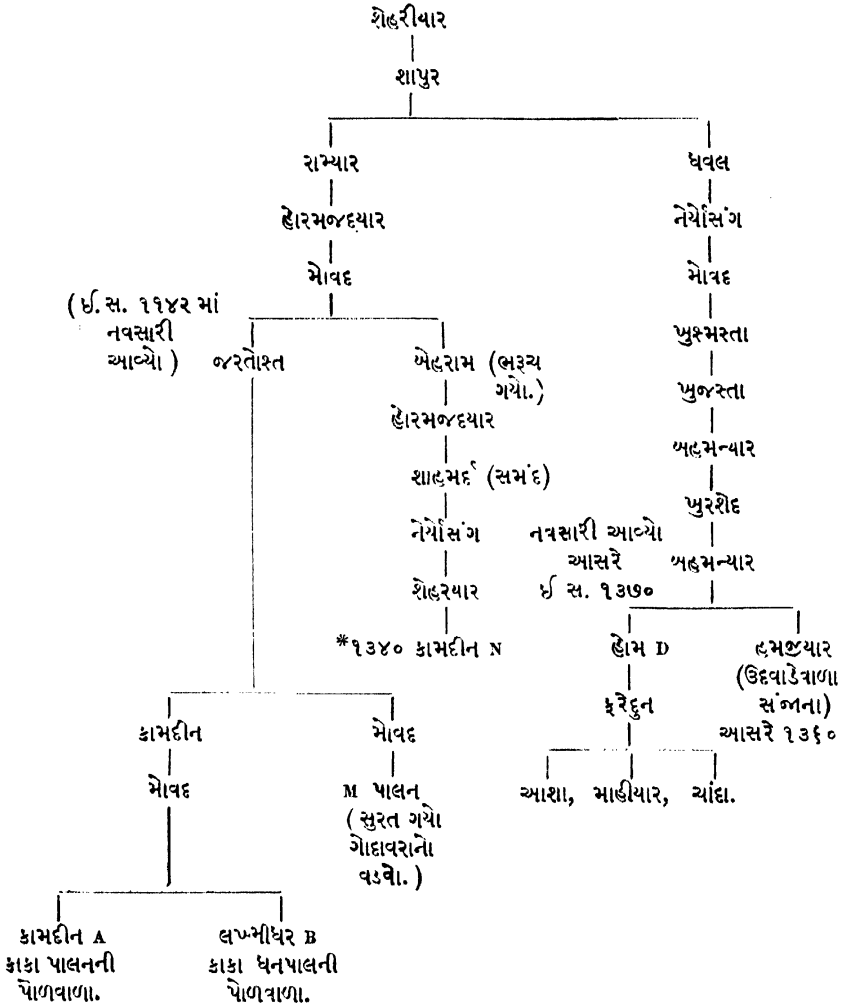 શેહરીયાર
શાપુર
રામ્યાર
ધવલ
હોરમજદયાર
નેર્યોસંગ
મોવદ
મોવદ
(ઈ.સ. ૧૧૪૨ માં
નવસારી
આવ્યો )
જરતોસ્ત
બેહરામ (ભરૂચ
ગયો.)
ખુશ્મસ્તા
હોરમજદયાર
ખુજસ્તા
શાહમર્દ (સમંદ)
બહમન્યાર
નેર્યોસંગ
ખુરશેદ
શેહરયાર
નવસારી આવ્યો
આસરે
ઈ સ. ૧૩૭૦
બહમન્યાર
*૧૩૪૦ કામદીન N
હોમ D
હમજીયાર
(ઉદવાડેવાળા
સંજાના)
આસરે ૧૩૬૦
ફરેદુન
કામદીન
મોવદ
આશા, માહીયાર, ચાંદા.
મોવદ
M પાલન
( સુરત ગયો
ગોદાવરાનો
વડવો. )
કામદીન A
કાકા પાલનની
પોળવાળા.
લખ્મીધર B
કાકા ધનપાલની
પોળવાળા.